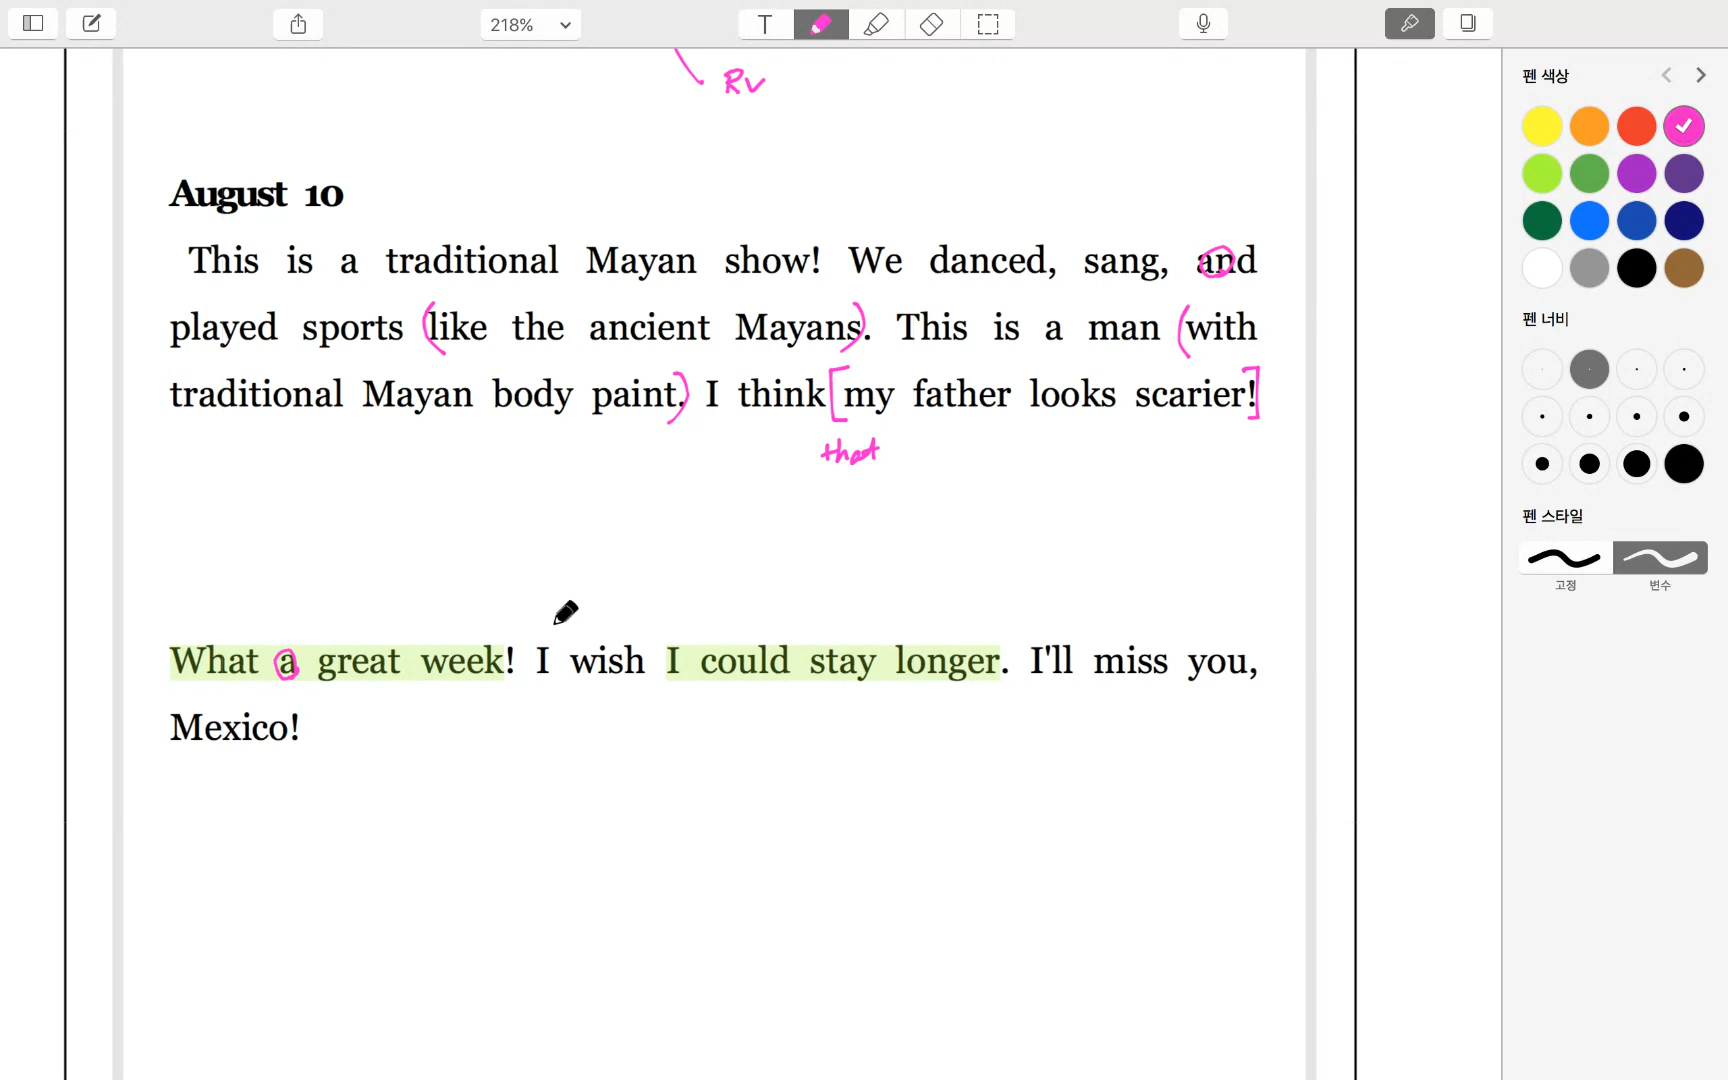 218%
T
펜 색상
RV
August 10
This is a traditional Mayan show! We danced, sang, and
played sports (like the ancient Mayans). This is a man (with
traditional Mayan body paint.) I think [my father looks scarier!]
that
What a great week! I wish I could stay longer. I'll miss you,
Mexico!
펜 너비
펜 스타일
고정
변수